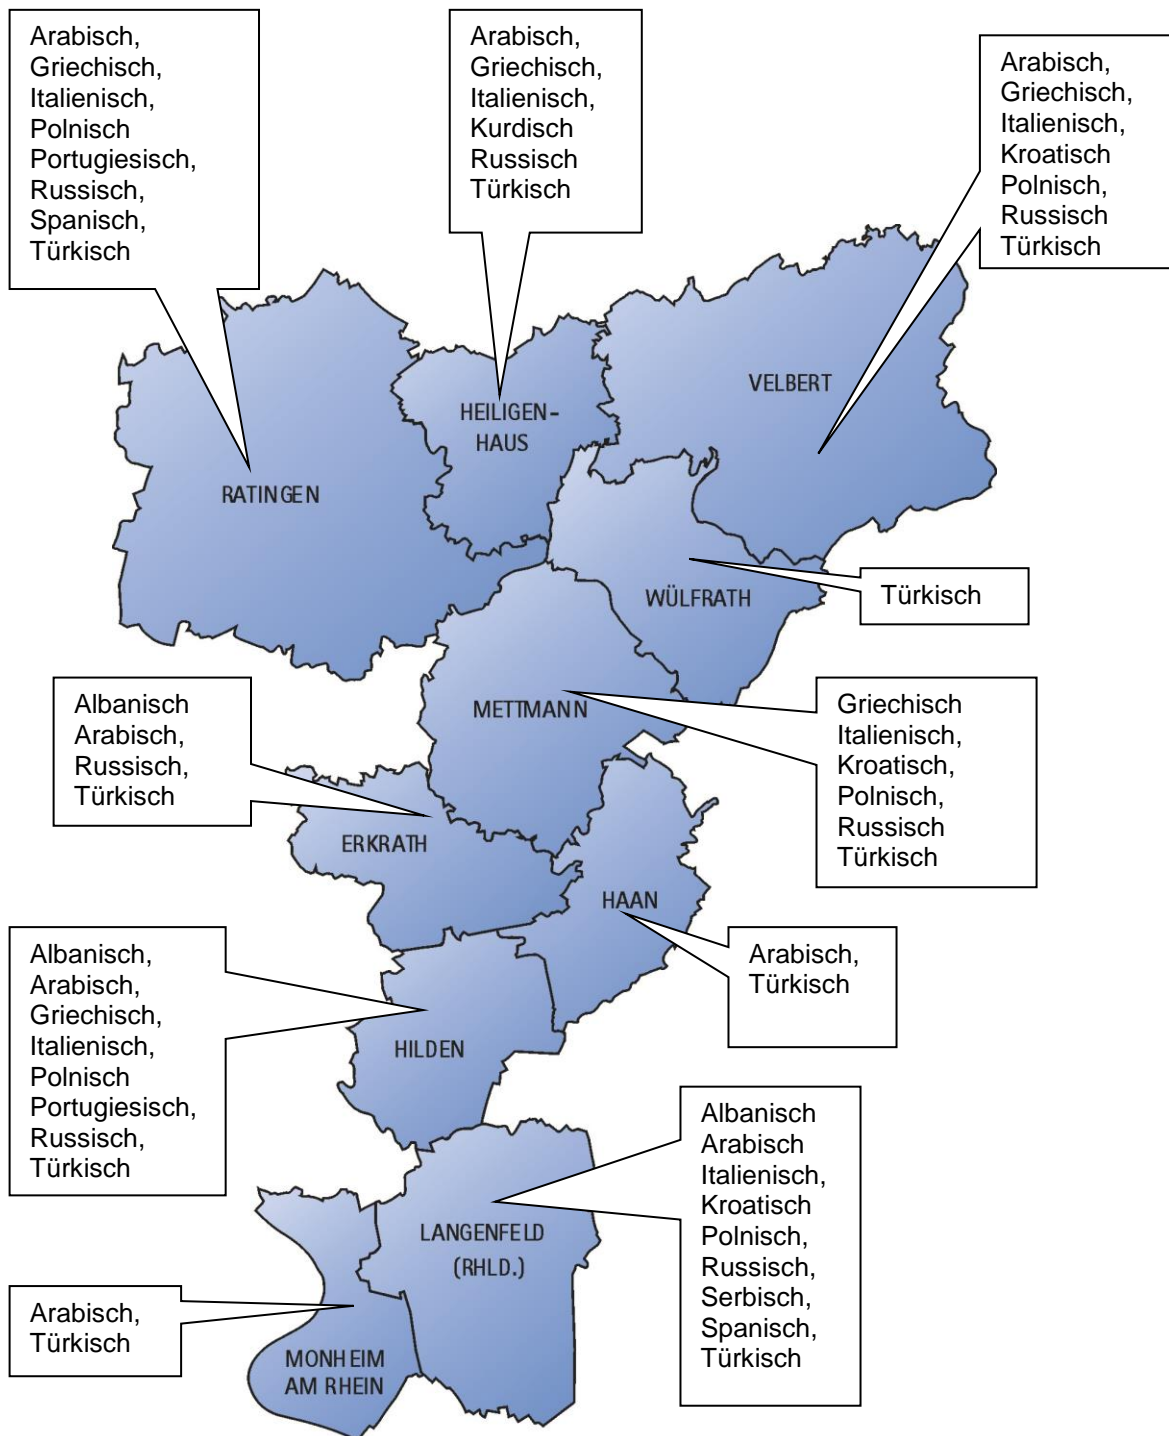 Arabisch,
Griechisch,
Italienisch,
Polnisch
Portugiesisch,
Russisch,
Spanisch,
Türkisch
Arabisch,
Griechisch,
Italienisch,
Kurdisch
Russisch
Türkisch
Arabisch,
Griechisch,
Italienisch,
Kroatisch
Polnisch,
Russisch
Türkisch
VELBERT
HEILIGEN-
HAUS
RATINGEN
WÜLFRATH
Türkisch
METTMANN
Albanisch
Arabisch,
Russisch,
Türkisch
Griechisch
Italienisch,
Kroatisch,
Polnisch,
Russisch
Türkisch
ERKRATH
HAAN
Arabisch,
Türkisch
Albanisch,
Arabisch,
Griechisch,
Italienisch,
Polnisch
Portugiesisch,
Russisch,
Türkisch
HILDEN
Albanisch
Arabisch
Italienisch,
Kroatisch
Polnisch,
Russisch,
Serbisch,
Spanisch,
Türkisch
LANGENFELD
(RHLD.)
Arabisch,
Türkisch
MONHEIM
AM RHEIN